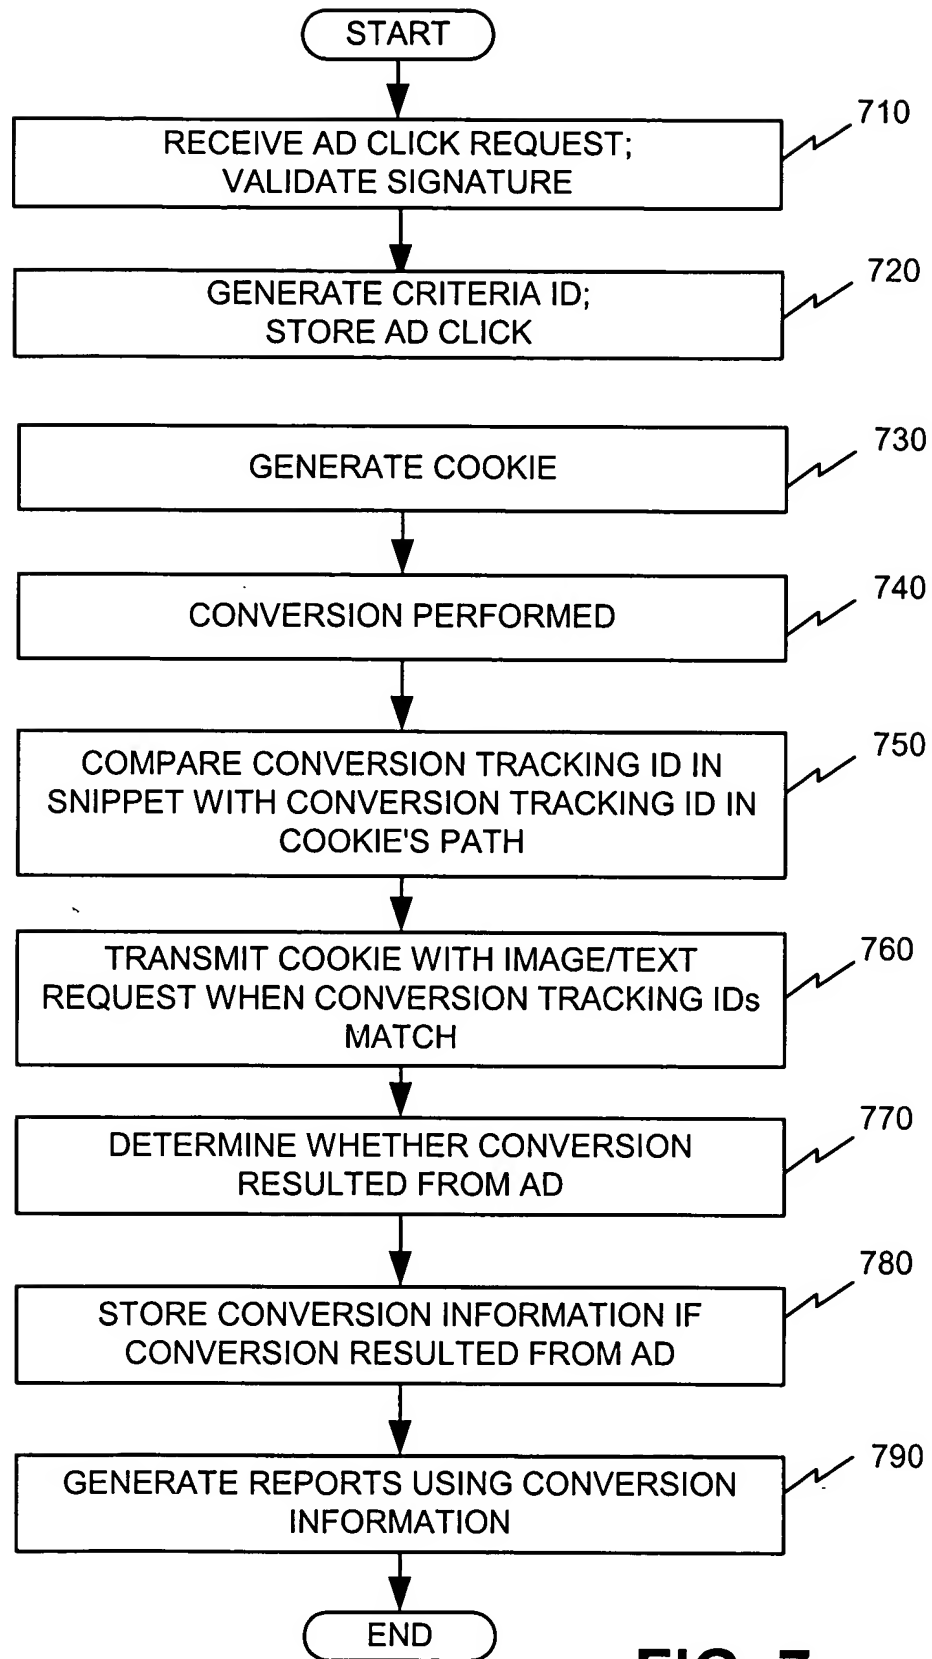 START
710
RECEIVE AD CLICK REQUEST;
VALIDATE SIGNATURE
720
GENERATE CRITERIA ID;
STORE AD CLICK
730
GENERATE COOKIE
740
CONVERSION PERFORMED
750
COMPARE CONVERSION TRACKING ID IN
SNIPPET WITH CONVERSION TRACKING ID IN
COOKIE'S PATH
760
TRANSMIT COOKIE WITH IMAGE/TEXT
REQUEST WHEN CONVERSION TRACKING IDs
MATCH
770
DETERMINE WHETHER CONVERSION
RESULTED FROM AD
780
STORE CONVERSION INFORMATION IF
CONVERSION RESULTED FROM AD
790
GENERATE REPORTS USING CONVERSION
INFORMATION
END
FIG. 7